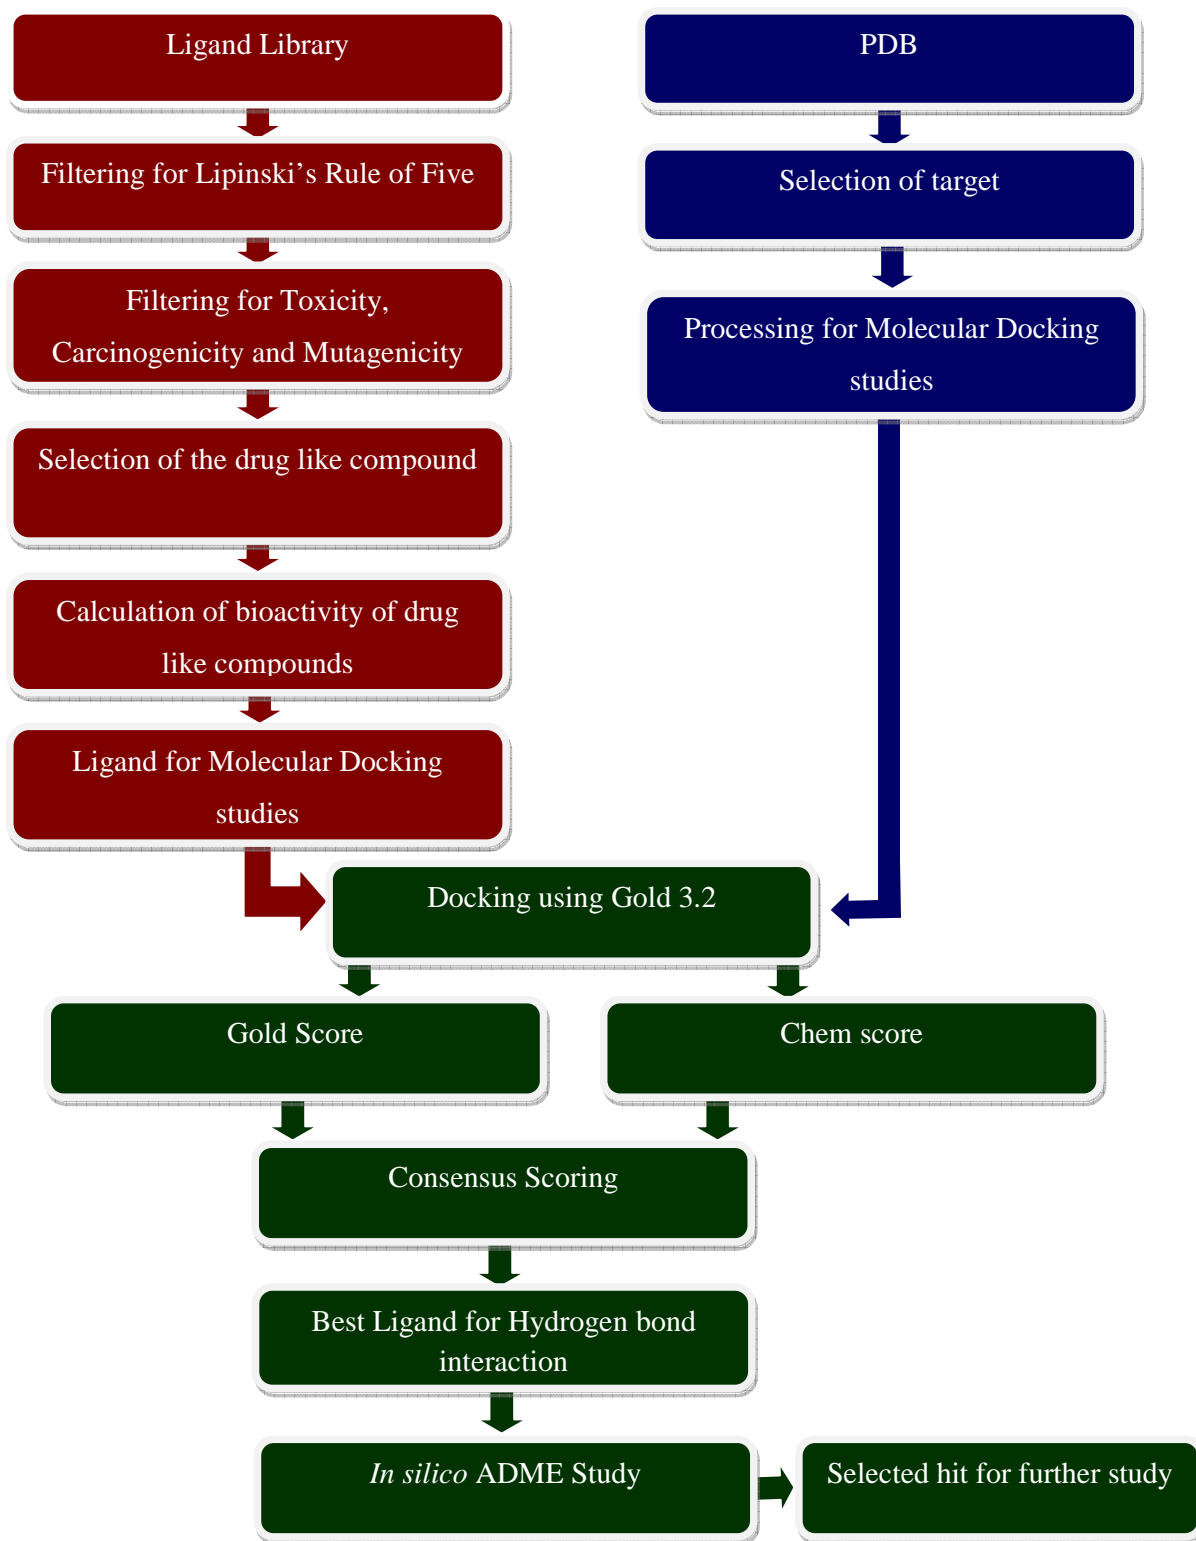 Ligand Library
PDB
Filtering for Lipinski’s Rule of Five
Selection of target
Filtering for Toxicity,
Carcinogenicity and Mutagenicity
Processing for Molecular Docking
studies
Selection of the drug like compound
Calculation of bioactivity of drug
like compounds
Ligand for Molecular Docking
studies
Docking using Gold 3.2
Gold Score
Chem score
Consensus Scoring
Best Ligand for Hydrogen bond
interaction
In silico ADME Study
Selected hit for further study